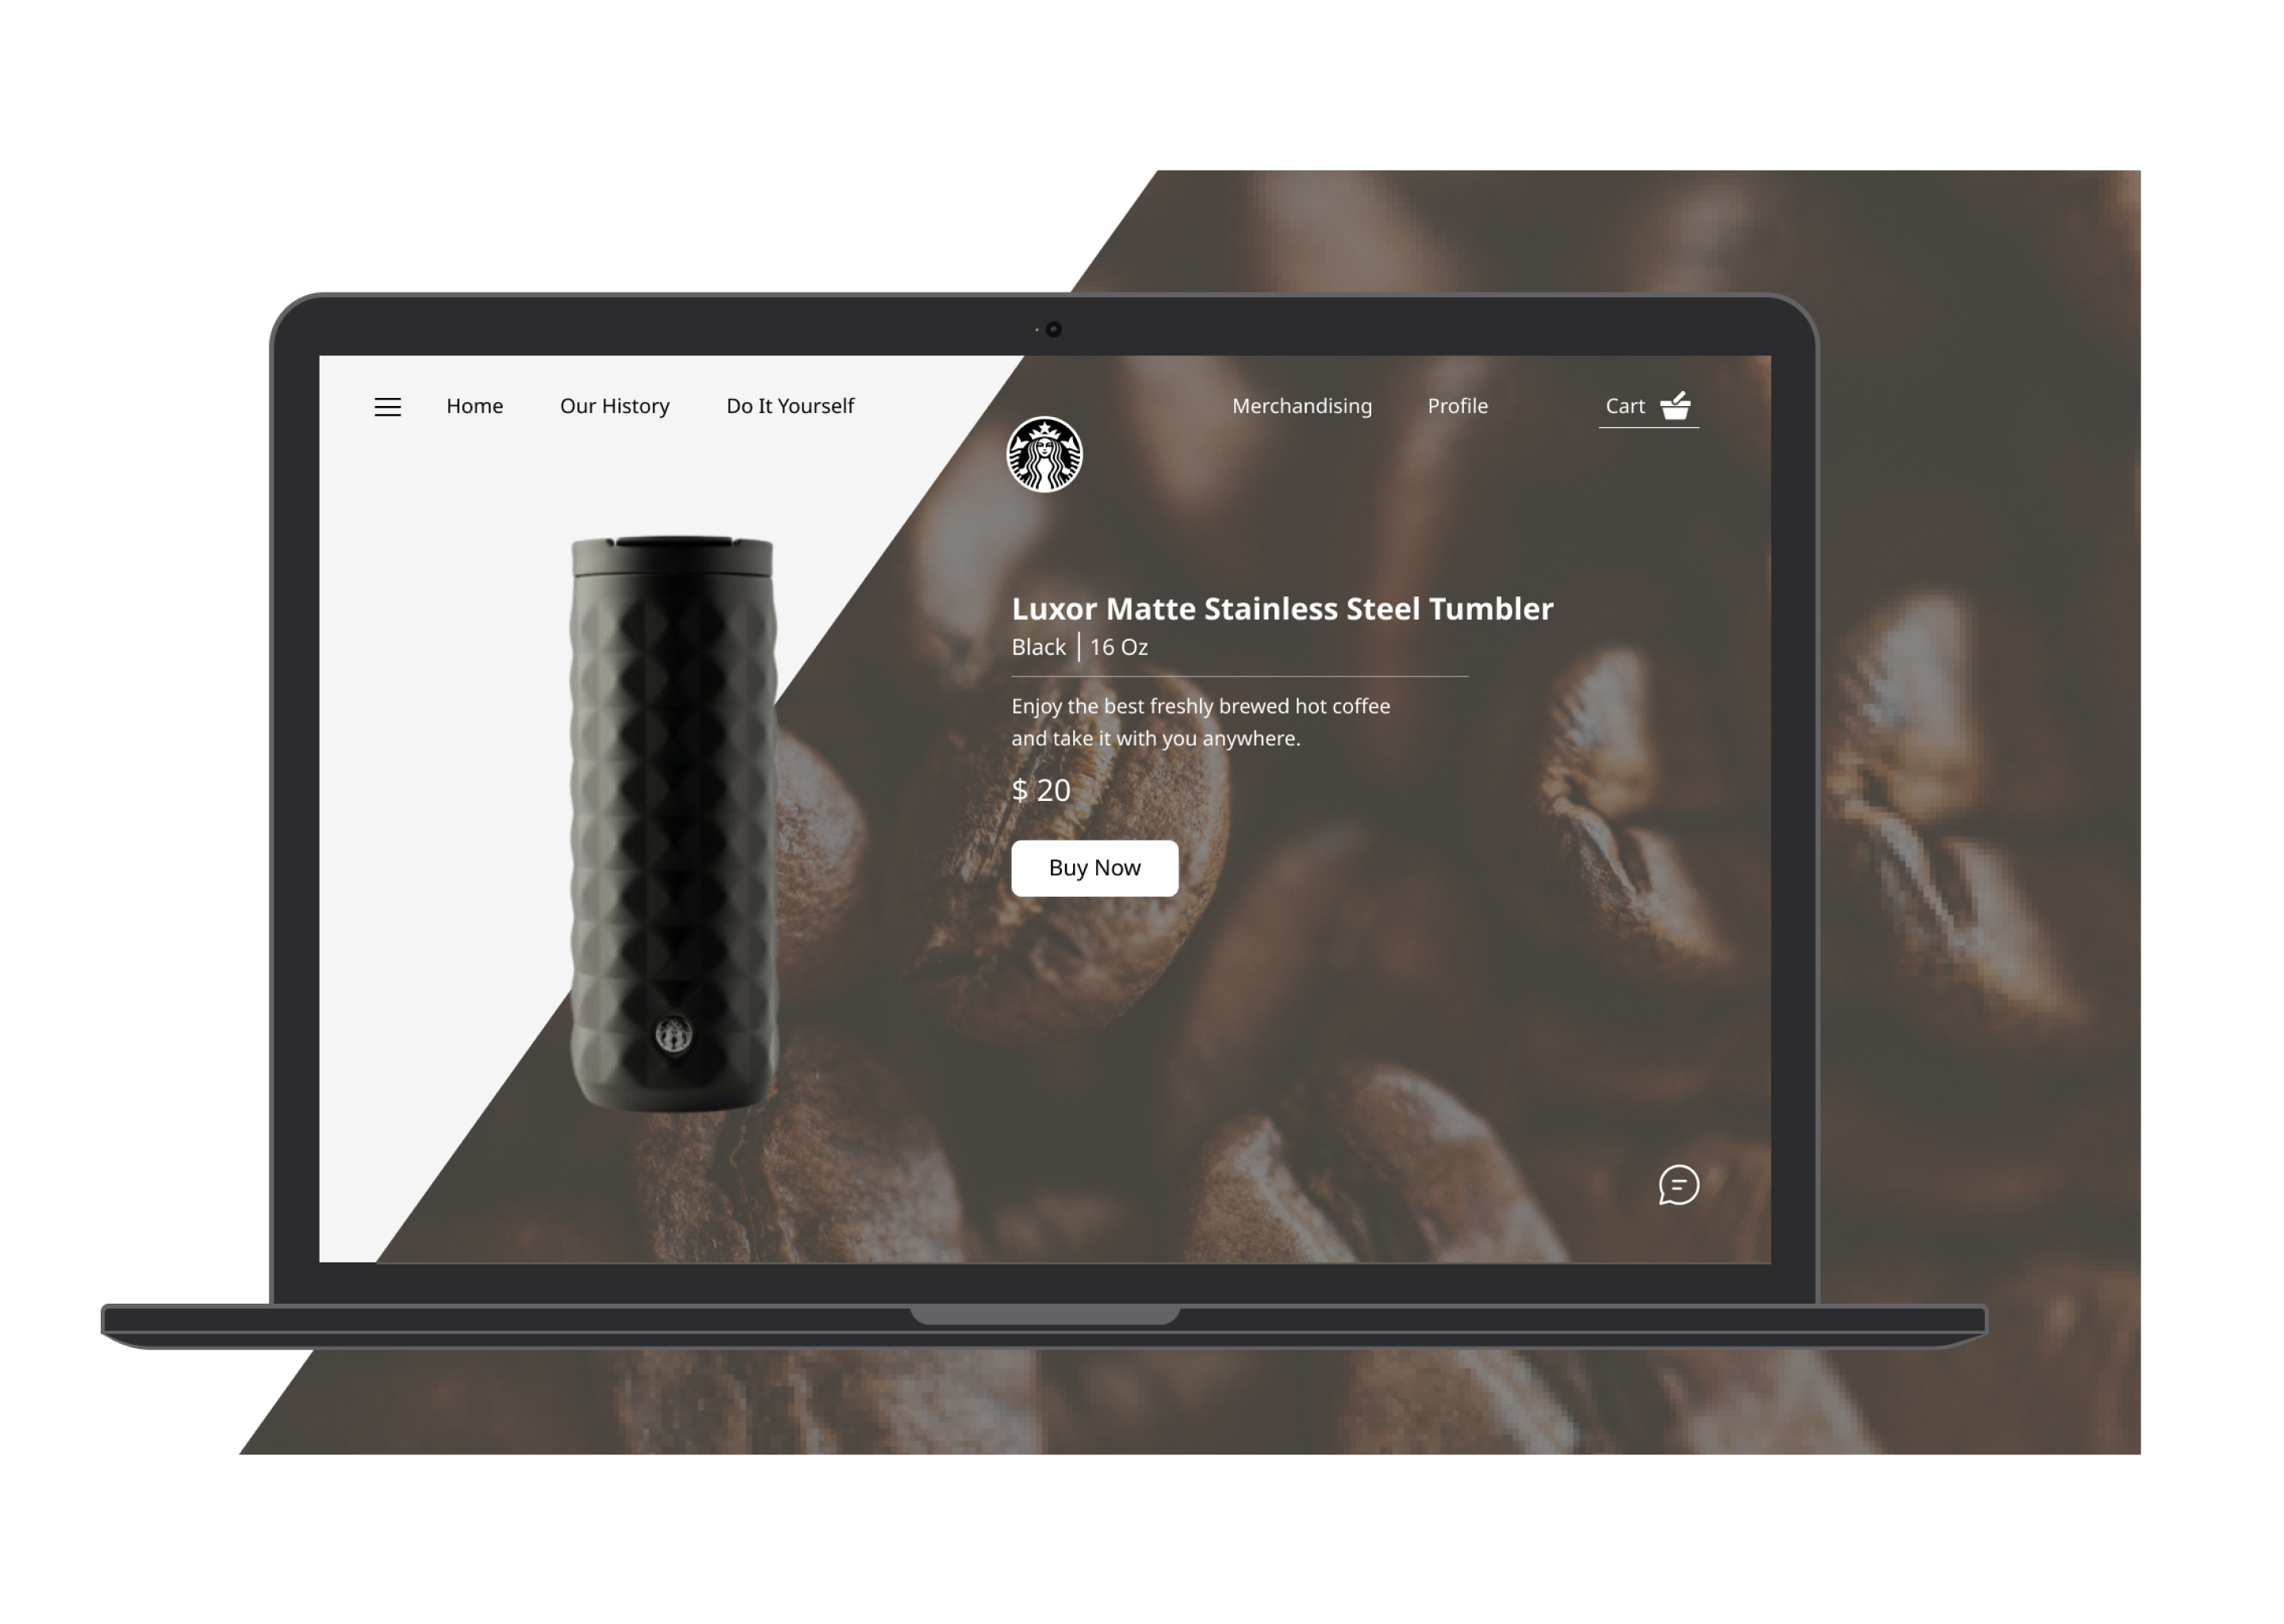 Home Our History Do It Yourself Merchandising Profile Cart
Luxor Matte Stainless Steel Tumbler
Black | 16 Oz
Enjoy the best freshly brewed hot coffee
and take it with you anywhere.
$ 20
Buy Now